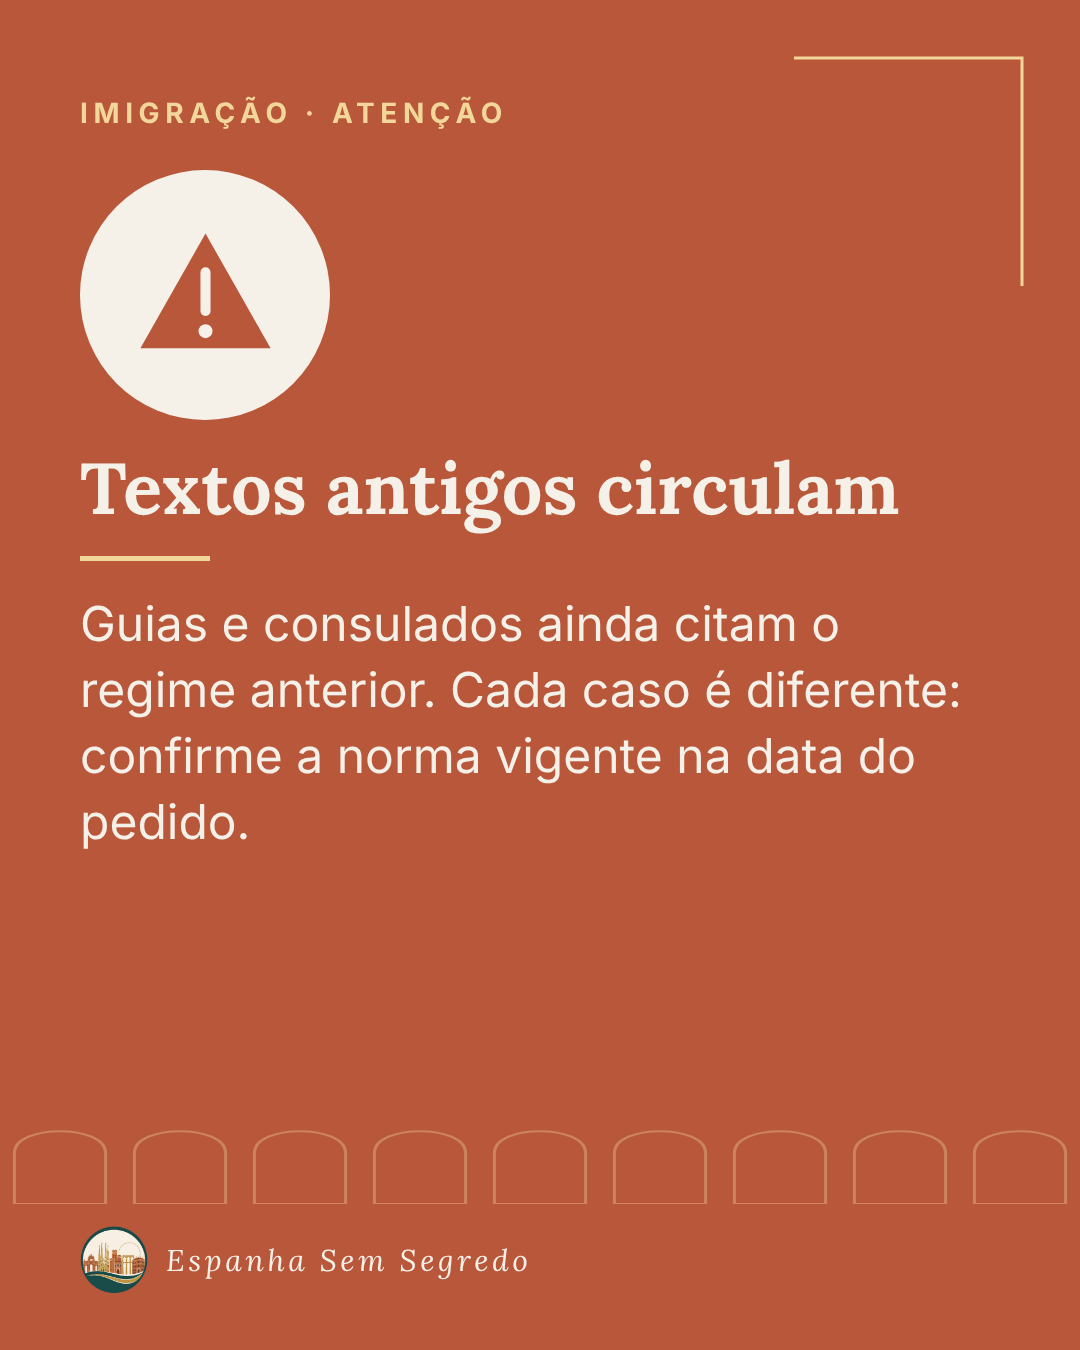 IMIGRAÇÃO · ATENÇÃO
Textos antigos circulam
Guias e consulados ainda citam o
regime anterior. Cada caso é diferente:
confirme a norma vigente na data do
pedido.
Espanha Sem Segredo